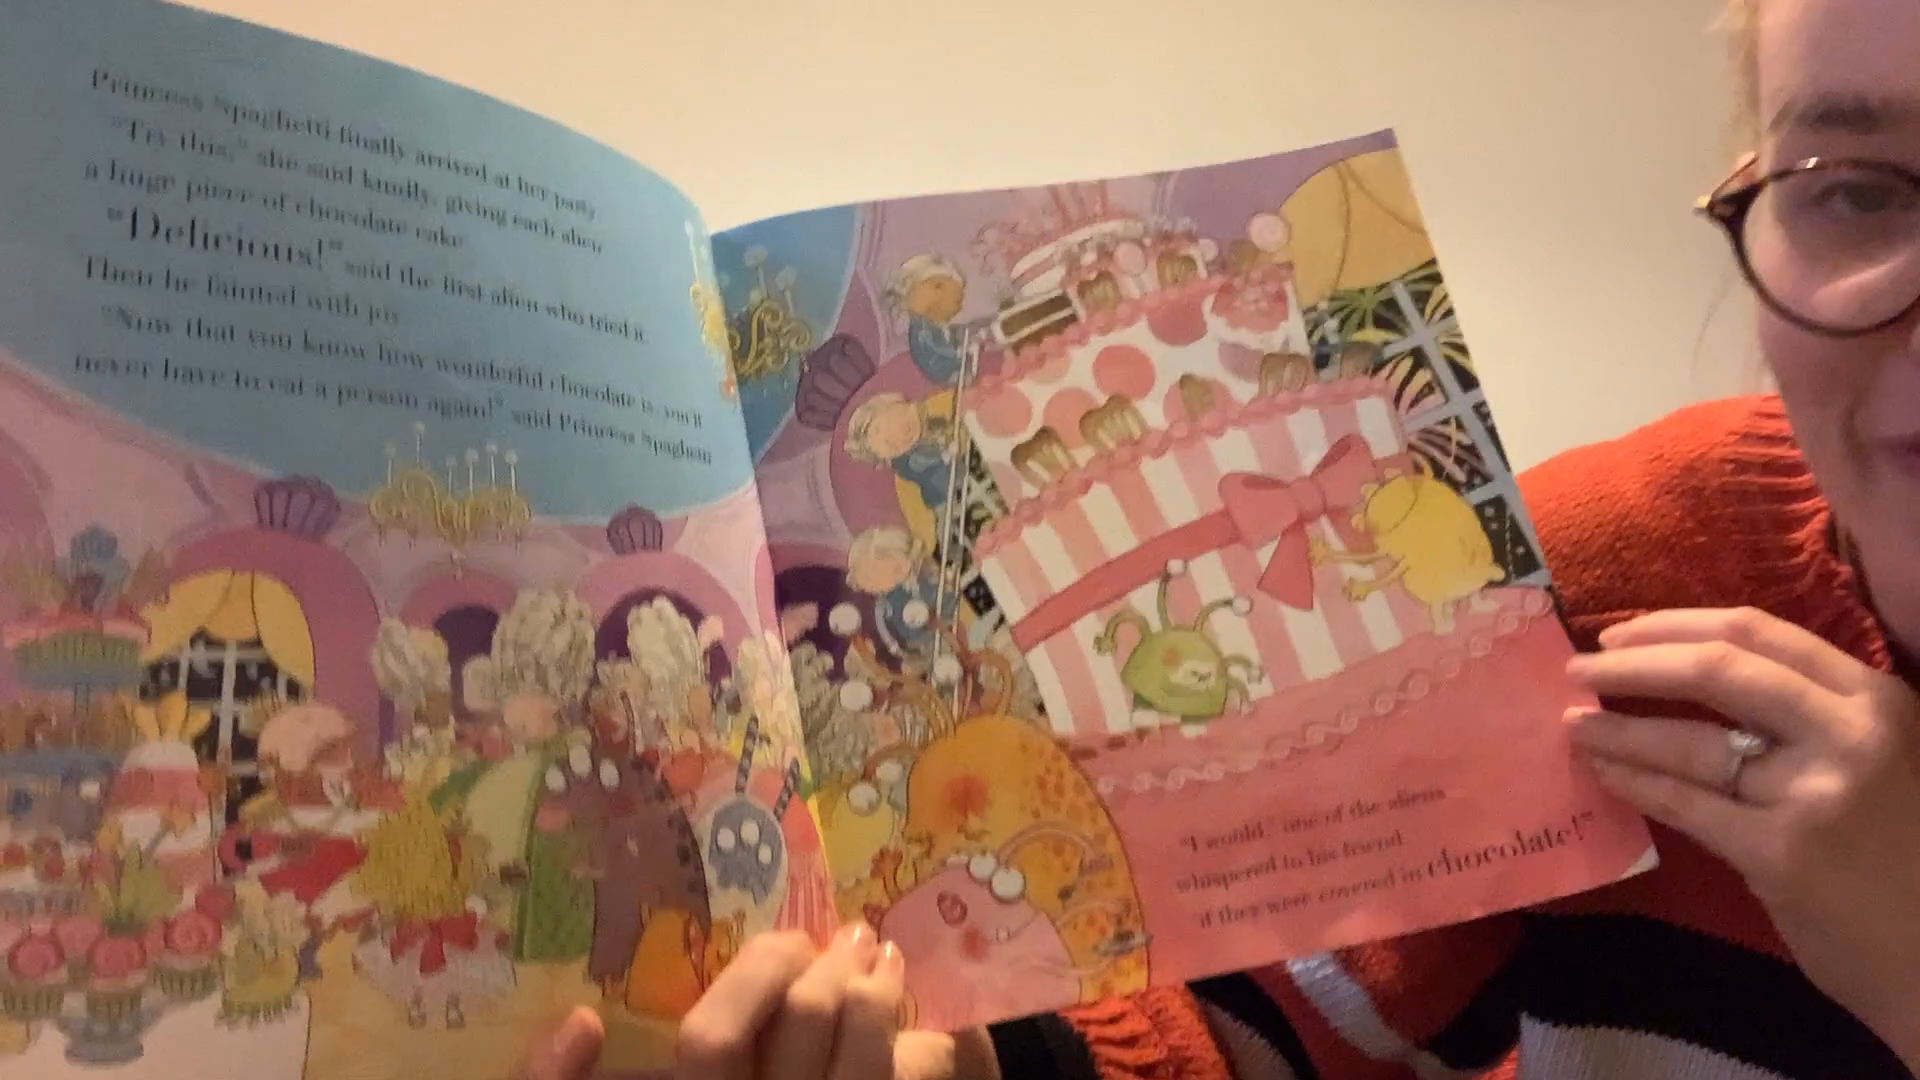 Princess Spaghetti finally arrived at her party.
"Try this," she said kindly, giving each alien
a huge piece of chocolate cake.
"Delicious!" said the first alien who tried it.
Then he fainted with joy.
"Now that you know how wonderful chocolate is, you'll
never have to eat a person again!" said Princess Spaghetti
"I would," one of the aliens
whispered to his friend
"if they were covered in chocolate!"